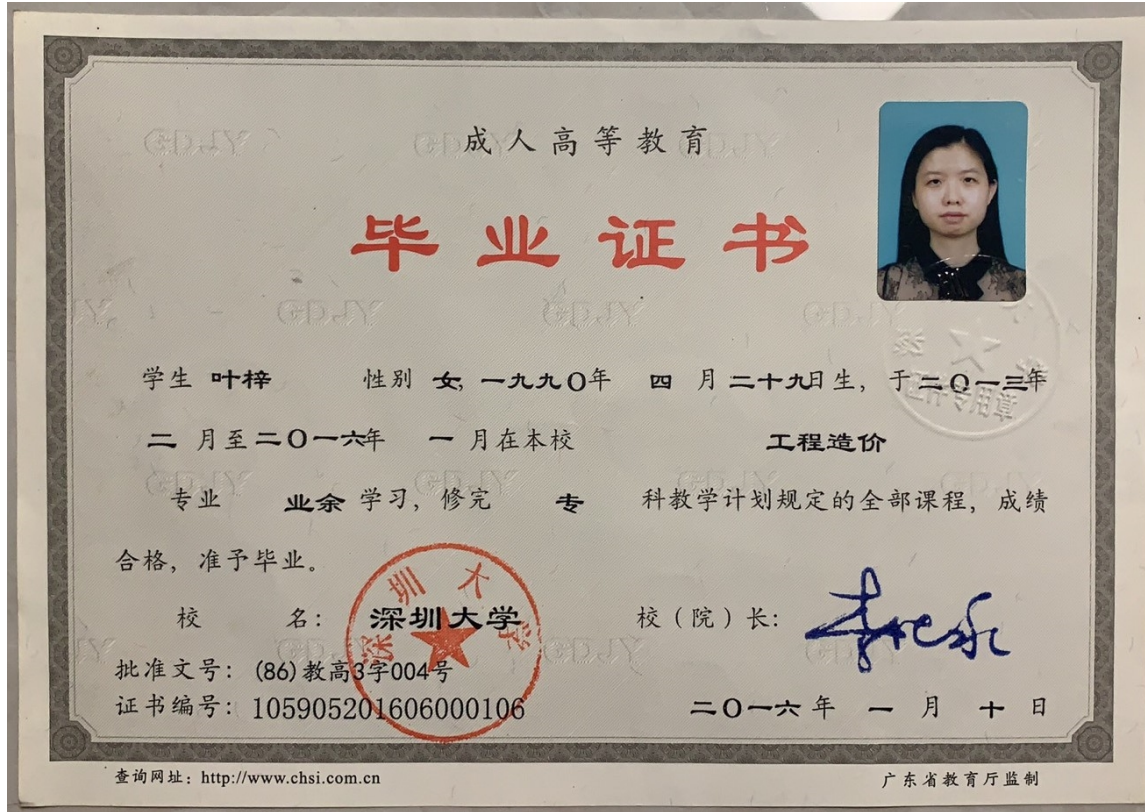 成人高等教育
毕业证书
学生 叶梓 性别 女, 一九九〇年 四 月 二十九日生, 于 二〇一三年
二 月至 二〇一六年 一 月在本校 工程造价
专业 业余 学习, 修完 专 科教学计划规定的全部课程, 成绩
合格, 准予毕业。
校 名: 深圳大学 校（院）长:
批准文号: (86)教高3字004号
证书编号: 105905201606000106 二〇一六 年 一 月 十 日
查询网址: http://www.chsi.com.cn 广东省教育厅监制
深圳大学
GDJY